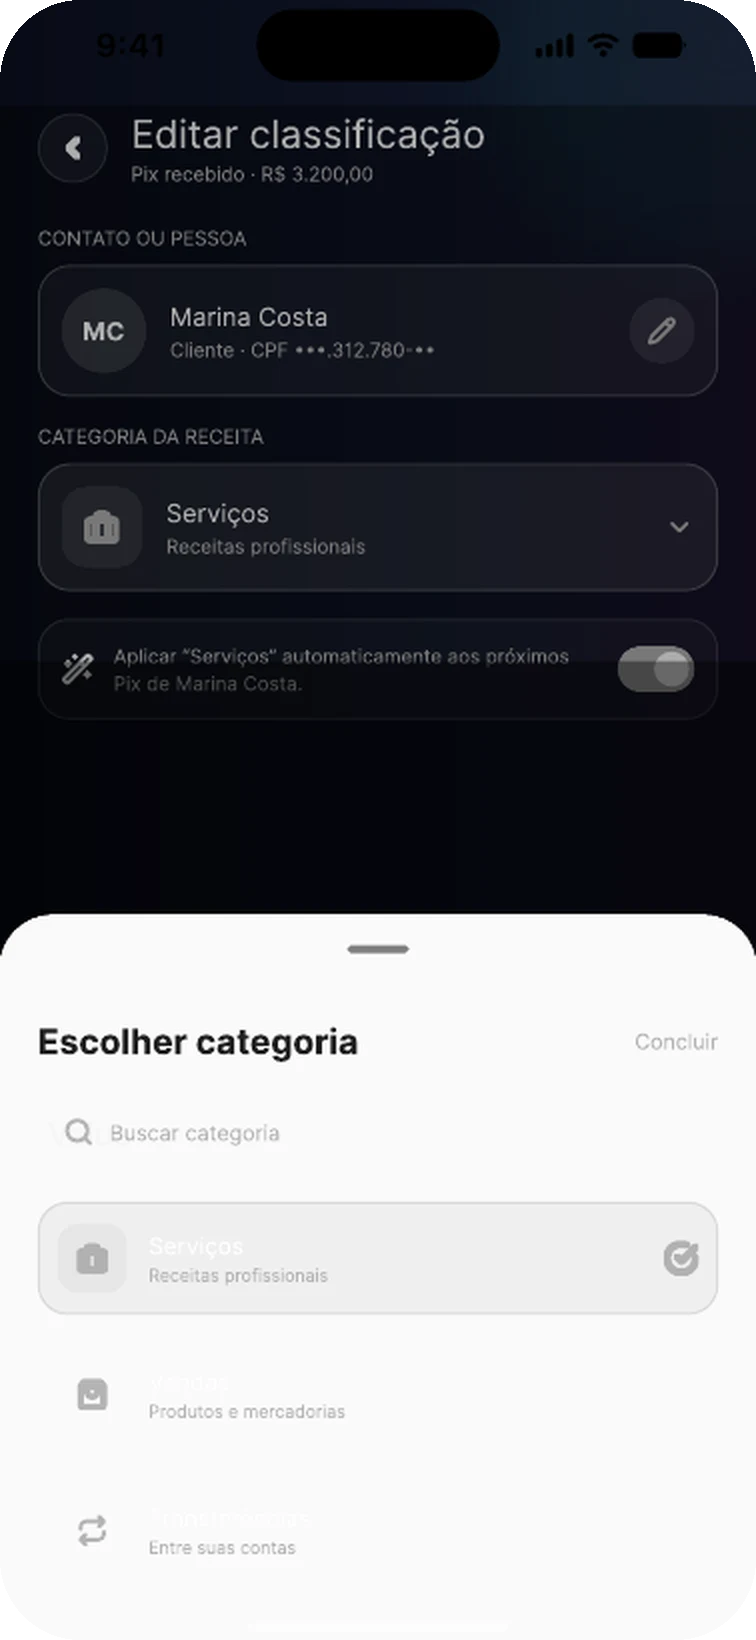 9:41
Editar classificação
Pix recebido · R$ 3.200,00
CONTATO OU PESSOA
MC
Marina Costa
Cliente · CPF •••.312.780-••
CATEGORIA DA RECEITA
Serviços
Receitas profissionais
Aplicar “Serviços” automaticamente aos próximos
Pix de Marina Costa.
Escolher categoria
Concluir
Buscar categoria
Serviços
Receitas profissionais
Vendas
Produtos e mercadorias
Transferências
Entre suas contas